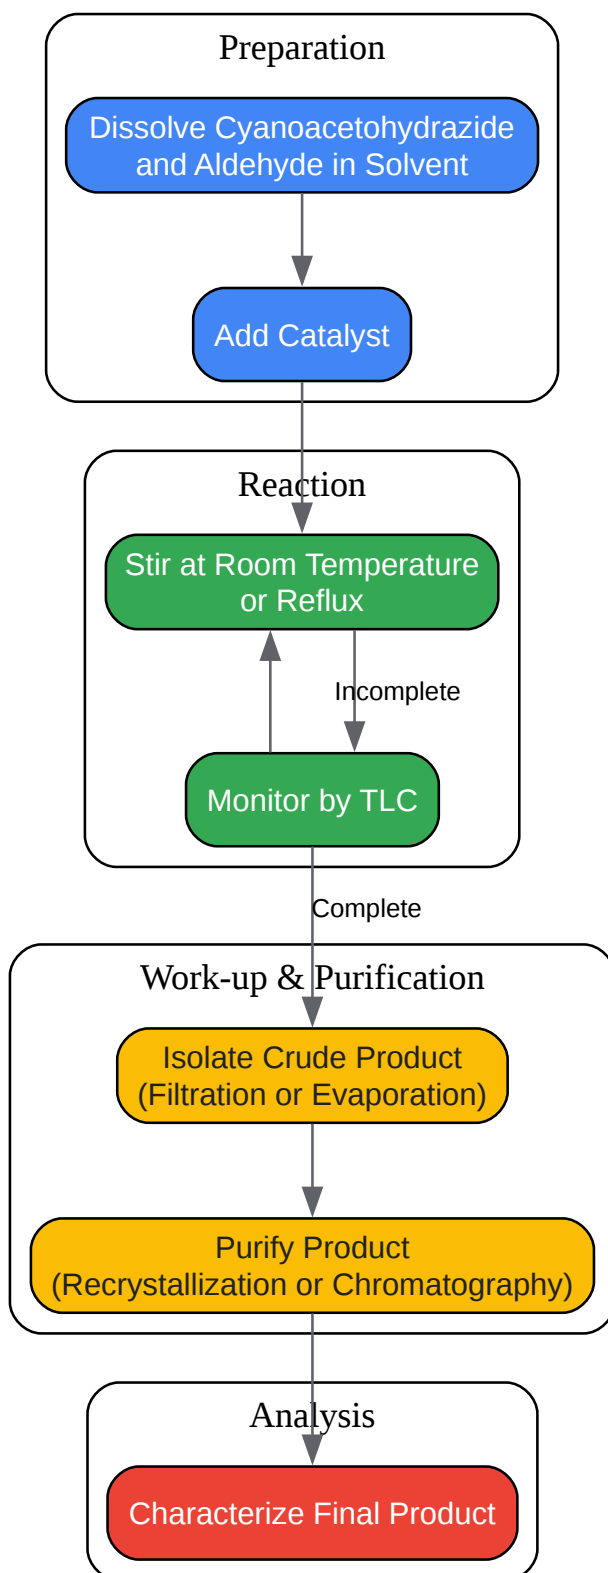 Preparation
Dissolve Cyanoacetohydrazide
and Aldehyde in Solvent
Add Catalyst
Reaction
Stir at Room Temperature
or Reflux
Incomplete
Monitor by TLC
Complete
Work-up & Purification
Isolate Crude Product
(Filtration or Evaporation)
Purify Product
(Recrystallization or Chromatography)
Analysis
Characterize Final Product